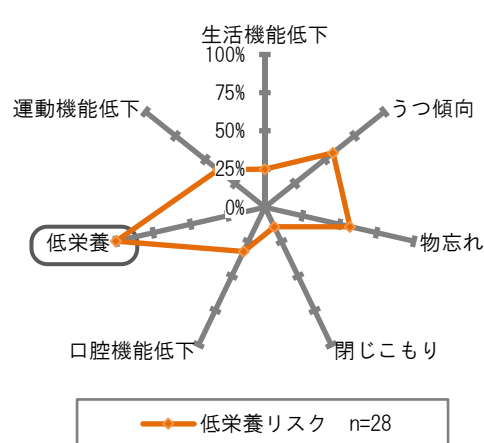 生活機能低下
100%
75%
50%
25%
0%
うつ傾向
物忘れ
閉じこもり
口腔機能低下
低栄養
運動機能低下
低栄養リスク n=28